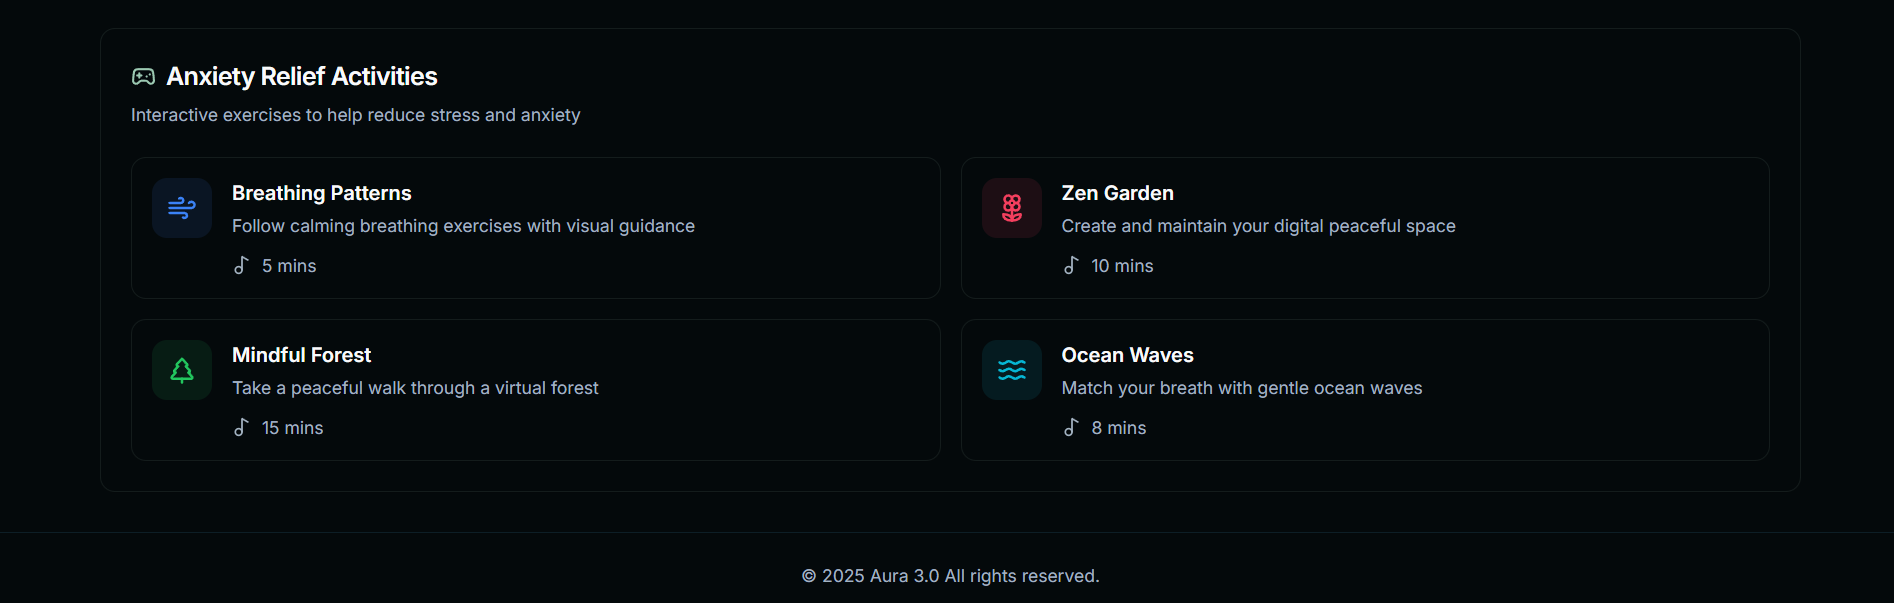 Anxiety Relief Activities
Interactive exercises to help reduce stress and anxiety
Breathing Patterns
Follow calming breathing exercises with visual guidance
5 mins
Zen Garden
Create and maintain your digital peaceful space
10 mins
Mindful Forest
Take a peaceful walk through a virtual forest
15 mins
Ocean Waves
Match your breath with gentle ocean waves
8 mins
© 2025 Aura 3.0 All rights reserved.